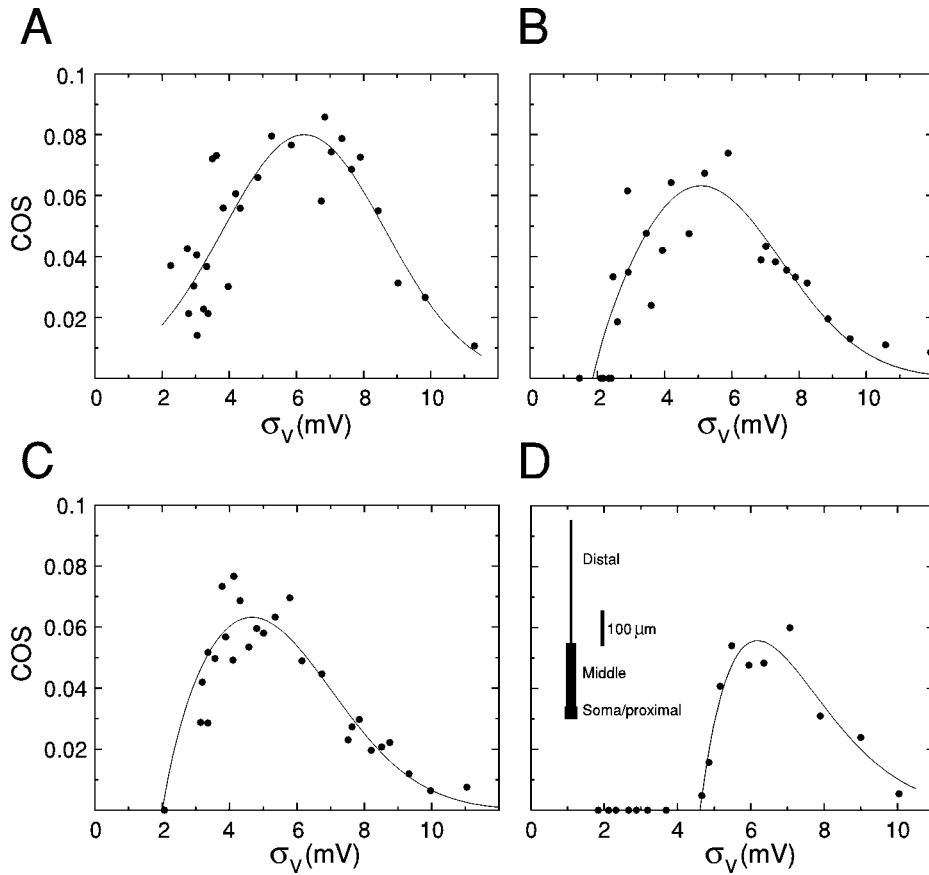 A
B
0.1
0.08
0.06
0.04
0.02
COS
0 2 4 6 8 10
σV(mV)
0 2 4 6 8 10
σV(mV)
C
D
0.1
0.08
0.06
0.04
0.02
COS
0 2 4 6 8 10
σV(mV)
Distal
100 μm
Middle
Soma/proximal
0 2 4 6 8 10
σV(mV)